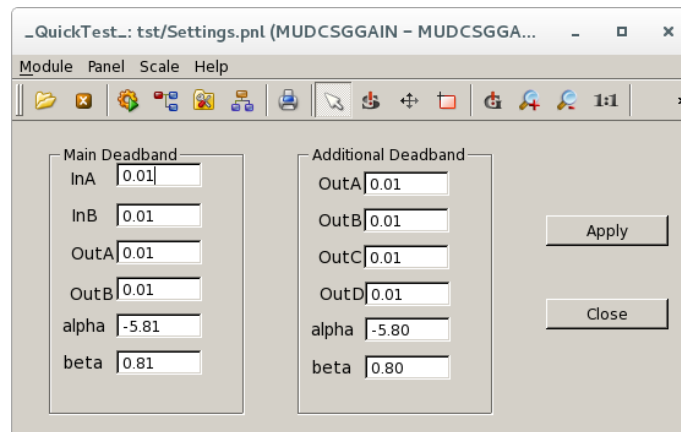 _QuickTest_: tst/Settings.pnl (MUDCSGGAIN - MUDCSGGA...
Module Panel Scale Help
1:1
Main Deadband
InA 0.01
InB 0.01
OutA 0.01
OutB 0.01
alpha -5.81
beta 0.81
Additional Deadband
OutA 0.01
OutB 0.01
OutC 0.01
OutD 0.01
alpha -5.80
beta 0.80
Apply
Close